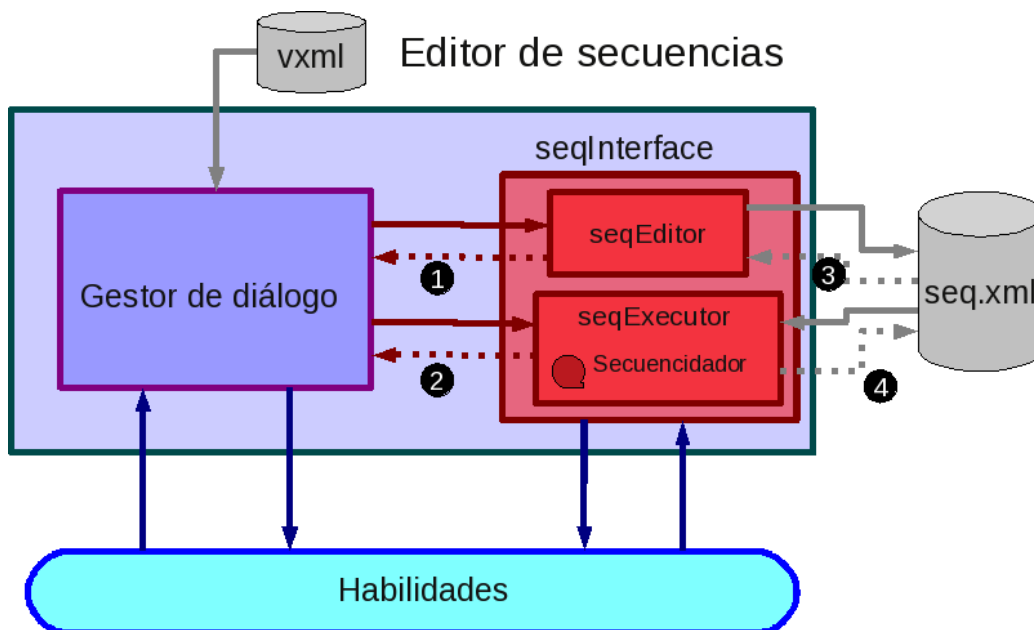 vxml
Editor de secuencias
seqInterface
seqEditor
1
3
Gestor de diálogo
seq.xml
seqExecutor
Secuencidador
2
4
Habilidades